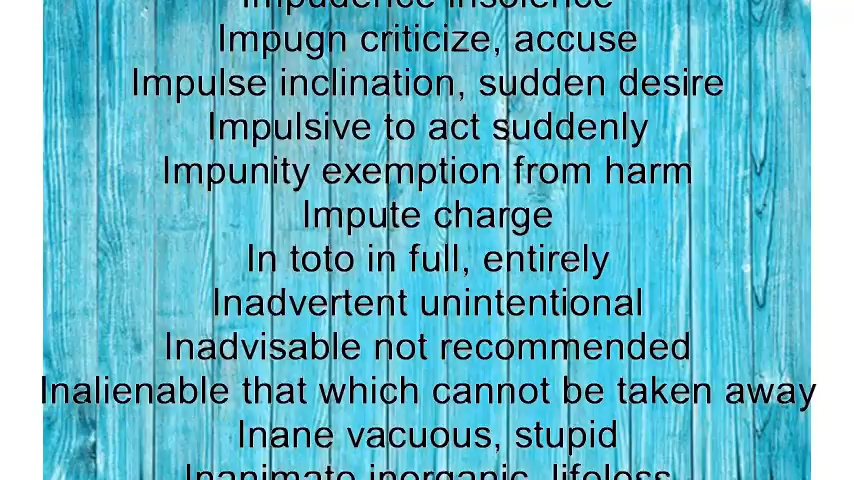 Impudence insolence
Impugn criticize, accuse
Impulse inclination, sudden desire
Impulsive to act suddenly
Impunity exemption from harm
Impute charge
In toto in full, entirely
Inadvertent unintentional
Inadvisable not recommended
Inalienable that which cannot be taken away
Inane vacuous, stupid
Inanimate inorganic, lifeless